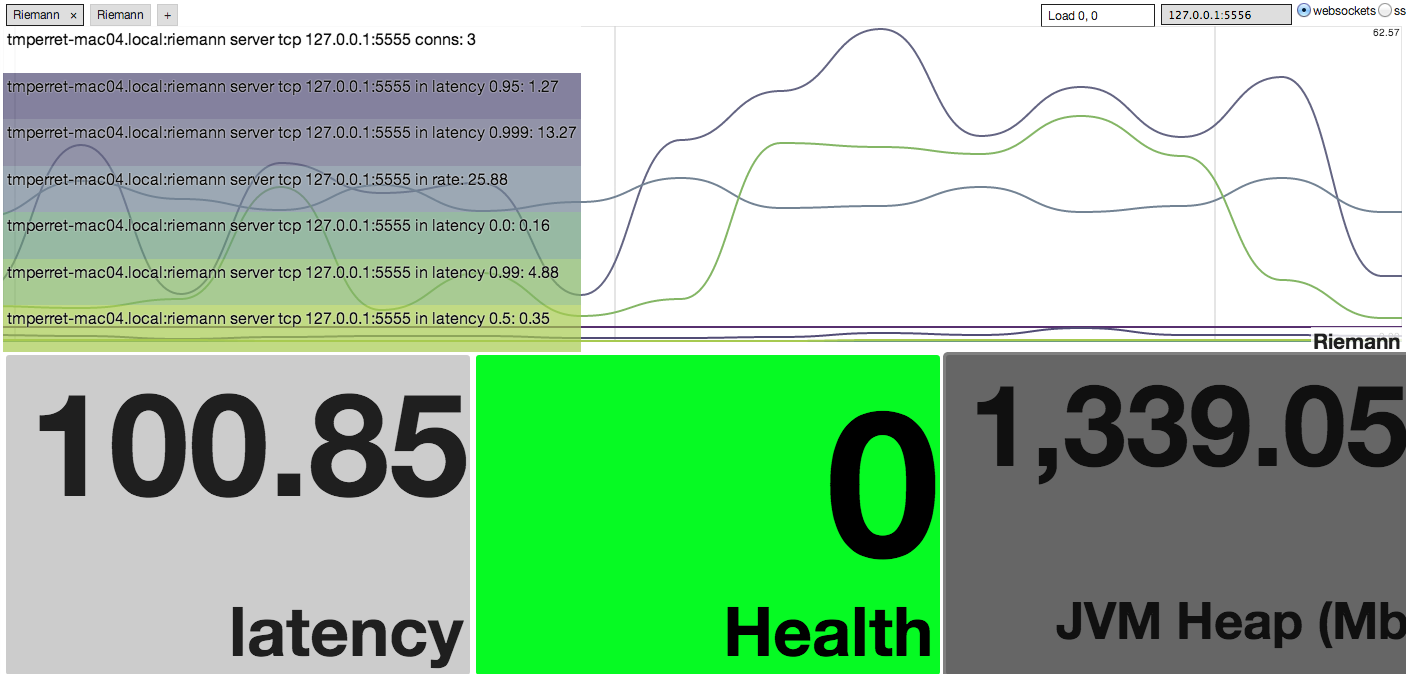 Riemann × Riemann + Load 0, 0 127.0.0.1:5556 websockets ss
62.57
tmperret-mac04.local:riemann server tcp 127.0.0.1:5555 conns: 3
tmperret-mac04.local:riemann server tcp 127.0.0.1:5555 in latency 0.95: 1.27
tmperret-mac04.local:riemann server tcp 127.0.0.1:5555 in latency 0.999: 13.27
tmperret-mac04.local:riemann server tcp 127.0.0.1:5555 in rate: 25.88
tmperret-mac04.local:riemann server tcp 127.0.0.1:5555 in latency 0.0: 0.16
tmperret-mac04.local:riemann server tcp 127.0.0.1:5555 in latency 0.99: 4.88
tmperret-mac04.local:riemann server tcp 127.0.0.1:5555 in latency 0.5: 0.35
Riemann
100.85
latency
0
Health
1,339.05
JVM Heap (Mb